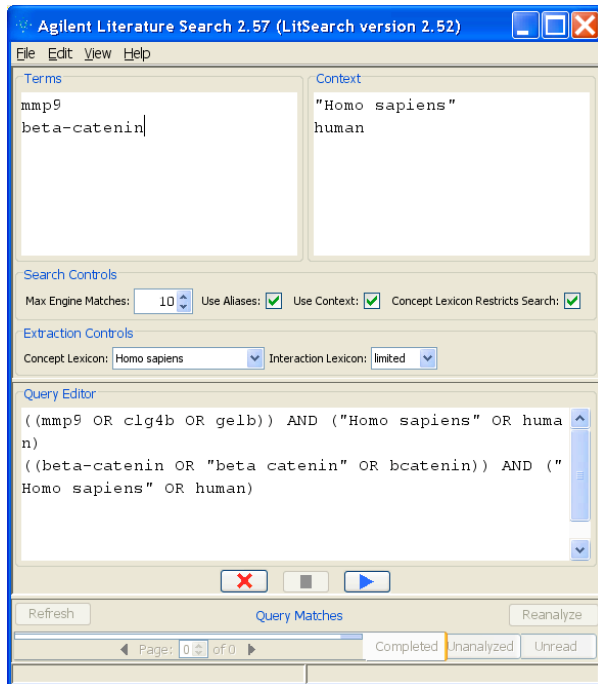 Agilent Literature Search 2.57 (LitSearch version 2.52)
File Edit View Help
Terms
mmp9
beta-catenin
Context
"Homo sapiens"
human
Search Controls
Max Engine Matches: 10 Use Aliases: Use Context: Concept Lexicon Restricts Search:
Extraction Controls
Concept Lexicon: Homo sapiens Interaction Lexicon: limited
Query Editor
((mmp9 OR clg4b OR gelb)) AND ("Homo sapiens" OR huma
n)
((beta-catenin OR "beta catenin" OR bcatenin)) AND ("
Homo sapiens" OR human)
Refresh Query Matches Reanalyze
Page: 0 of 0 Completed Unanalyzed Unread